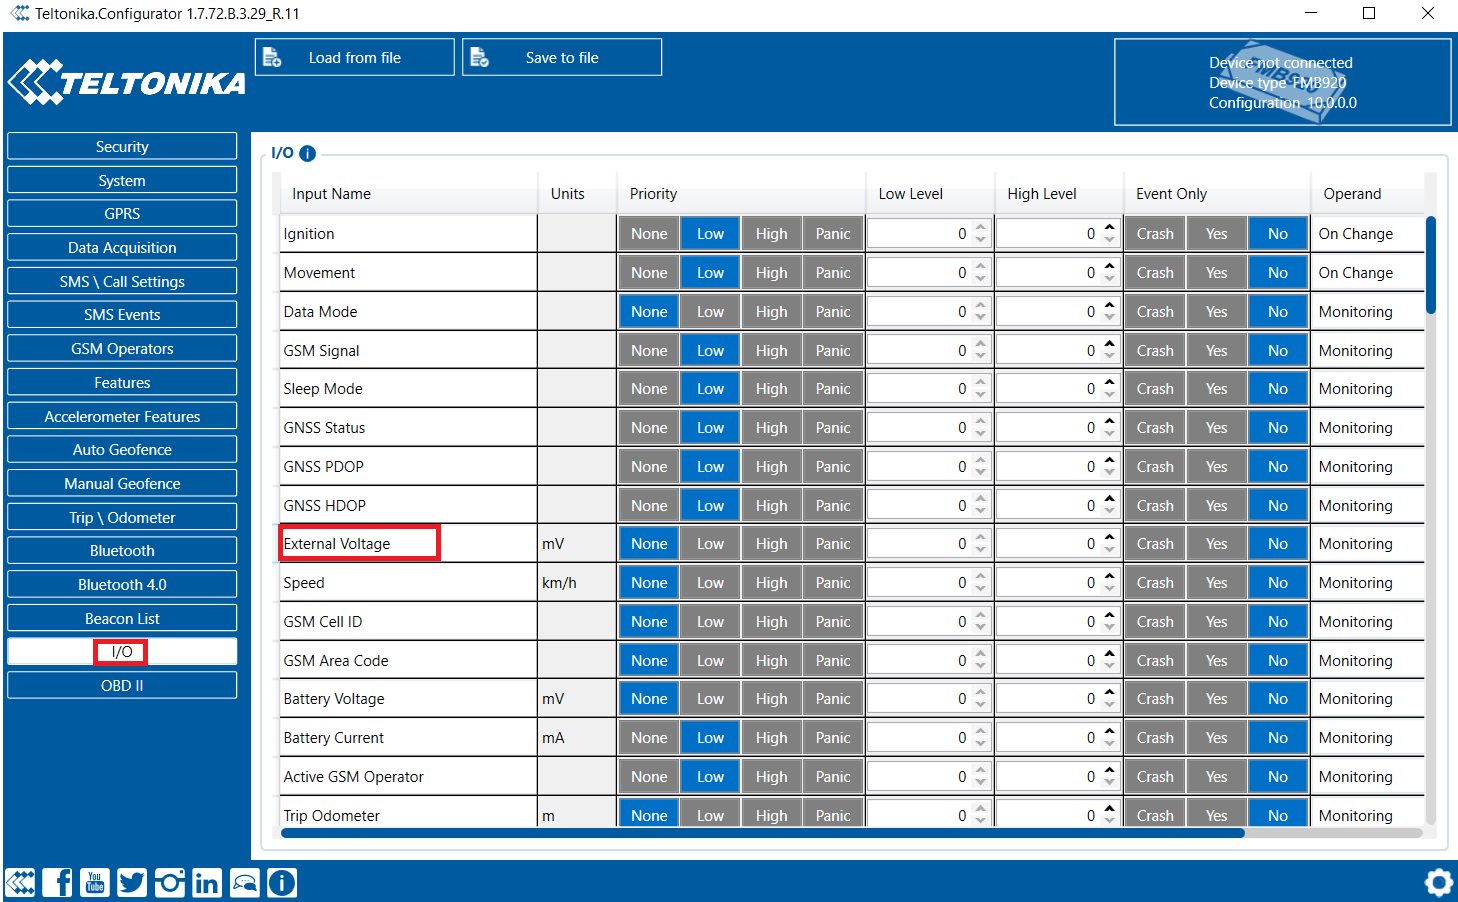 Teltonika.Configurator 1.7.72.B.3.29_R.11
TELTONIKA
Load from file
Save to file
FMB920
Device not connected
Device type FMB920
Configuration 10.0.0.0
Security
System
GPRS
Data Acquisition
SMS \ Call Settings
SMS Events
GSM Operators
Features
Accelerometer Features
Auto Geofence
Manual Geofence
Trip \ Odometer
Bluetooth
Bluetooth 4.0
Beacon List
I/O
OBD II
I/O i
Input Name Units Priority Low Level High Level Event Only Operand
Ignition None Low High Panic 0 0 Crash Yes No On Change
Movement None Low High Panic 0 0 Crash Yes No On Change
Data Mode None Low High Panic 0 0 Crash Yes No Monitoring
GSM Signal None Low High Panic 0 0 Crash Yes No Monitoring
Sleep Mode None Low High Panic 0 0 Crash Yes No Monitoring
GNSS Status None Low High Panic 0 0 Crash Yes No Monitoring
GNSS PDOP None Low High Panic 0 0 Crash Yes No Monitoring
GNSS HDOP None Low High Panic 0 0 Crash Yes No Monitoring
External Voltage mV None Low High Panic 0 0 Crash Yes No Monitoring
Speed km/h None Low High Panic 0 0 Crash Yes No Monitoring
GSM Cell ID None Low High Panic 0 0 Crash Yes No Monitoring
GSM Area Code None Low High Panic 0 0 Crash Yes No Monitoring
Battery Voltage mV None Low High Panic 0 0 Crash Yes No Monitoring
Battery Current mA None Low High Panic 0 0 Crash Yes No Monitoring
Active GSM Operator None Low High Panic 0 0 Crash Yes No Monitoring
Trip Odometer m None Low High Panic 0 0 Crash Yes No Monitoring
f You Tube in i